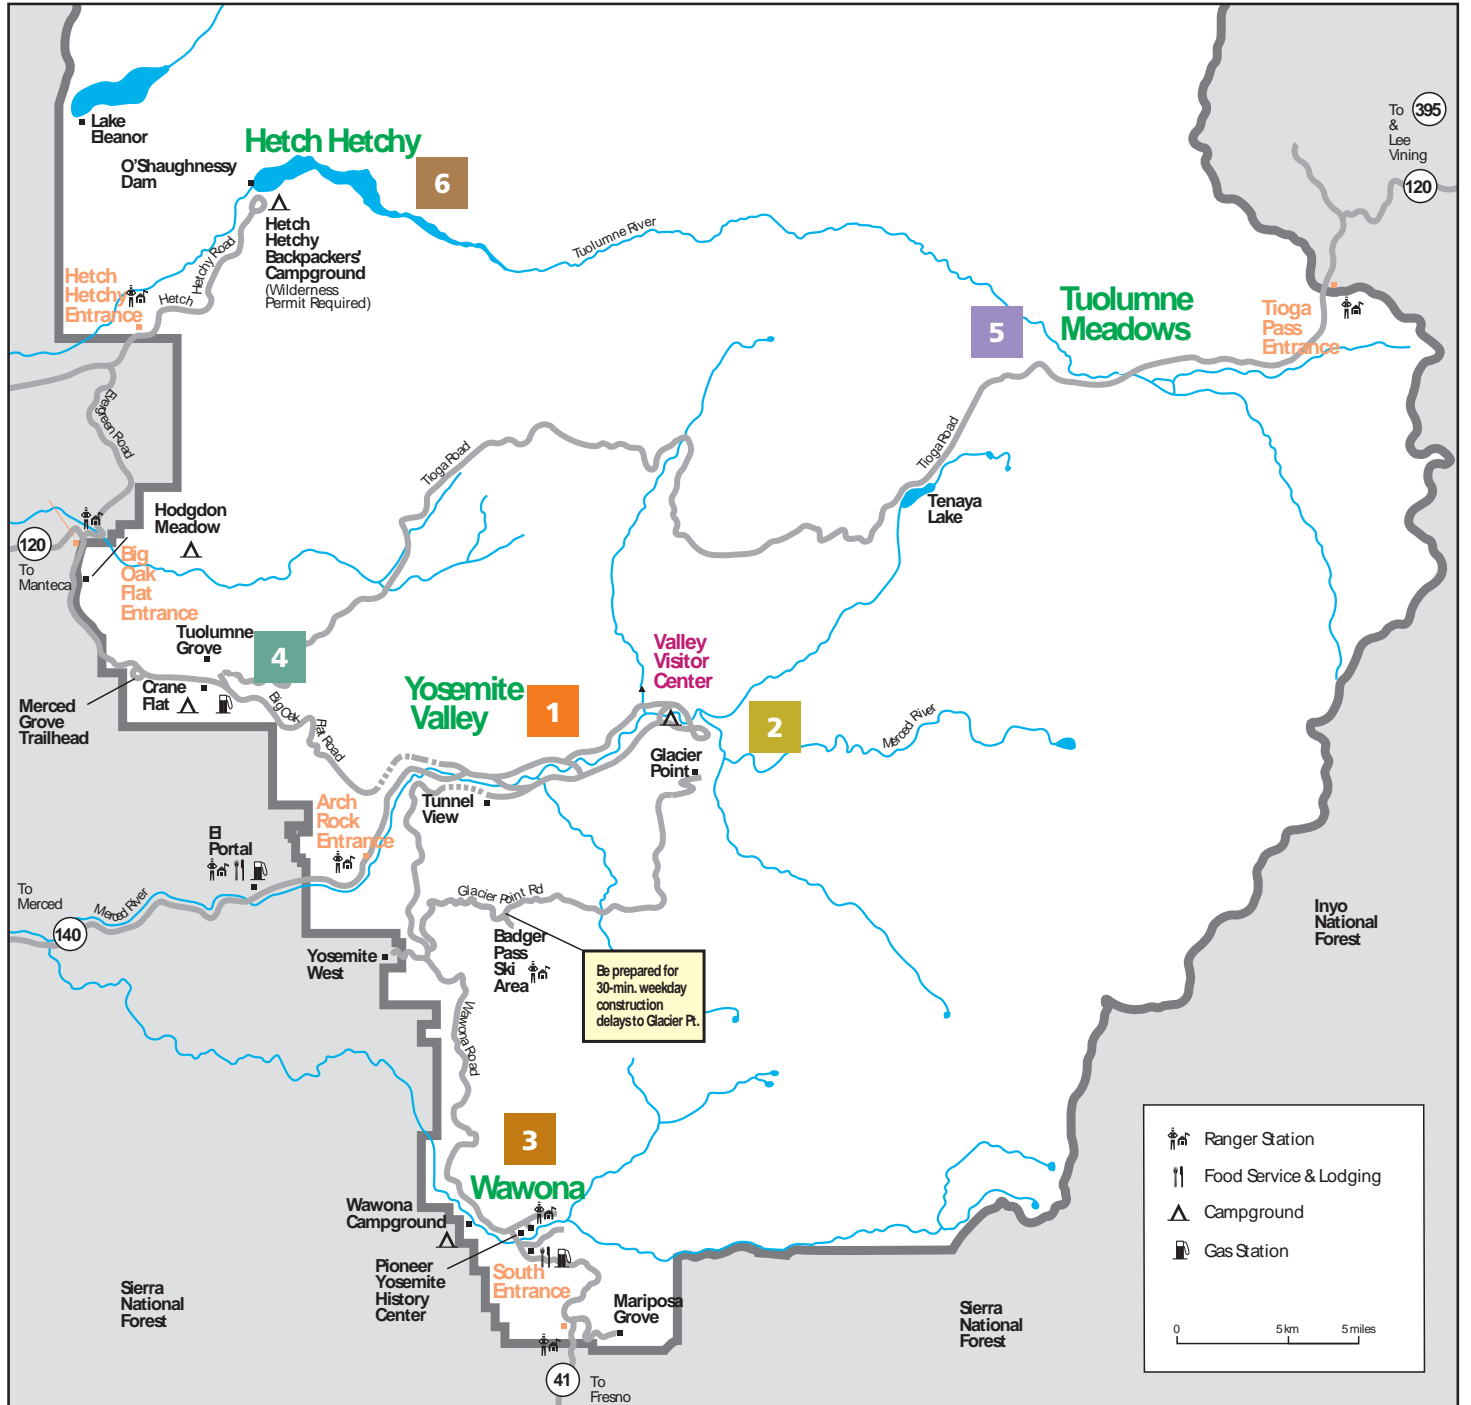 Lake
Eleanor
Hetch Hetchy
6
O'Shaughnessy
Dam
Hetch
Hetchy
Backpackers'
Campground
(Wilderness
Permit Required)
Hetch
Hetchy
Entrance
Hetch
Hetchy Road
Tuolumne River
To
&
Lee
Vining
395
120
Tuolumne
Meadows
5
Tioga
Pass
Entrance
Evergreen Road
Tioga Road
Tioga Road
Tenaya
Lake
Hodgdon
Meadow
120
To
Manteca
Big
Oak
Flat
Entrance
Tuolumne
Grove
4
Crane
Flat
Merced
Grove
Trailhead
Big Oak
Flat Road
Yosemite
Valley
1
Valley
Visitor
Center
2
Merced River
Glacier
Point
Tunnel
View
Arch
Rock
Entrance
El
Portal
To
Merced
140
Merced River
Glacier Point Rd
Badger
Pass
Ski
Area
Be prepared for
30-min. weekday
construction
delays to Glacier Pt.
Yosemite
West
Wawona Road
Inyo
National
Forest
3
Wawona
Wawona
Campground
Pioneer
Yosemite
History
Center
South
Entrance
Mariposa
Grove
Sierra
National
Forest
Sierra
National
Forest
41
To
Fresno
Ranger Station
Food Service & Lodging
Campground
Gas Station
0 5 km 5 miles